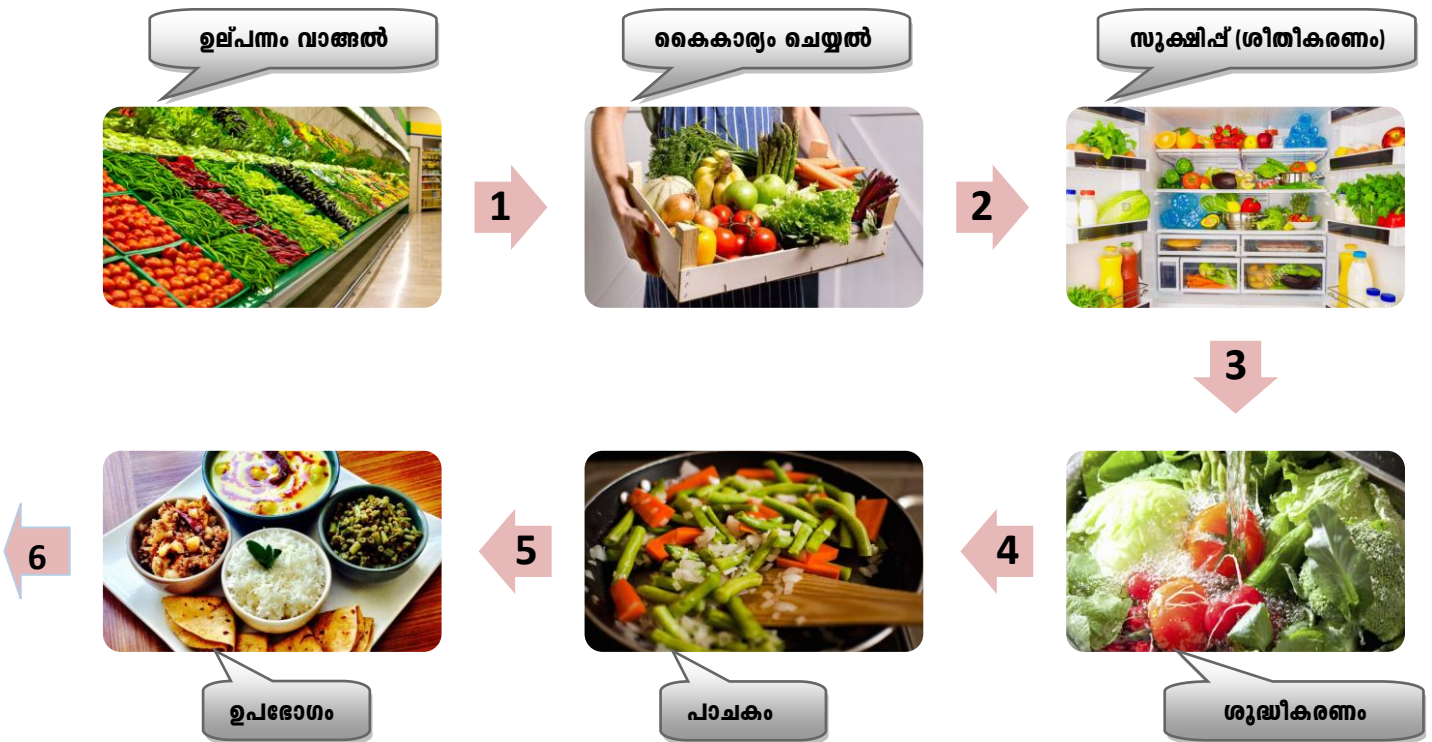 ഉല്പന്നം വാങ്ങൽ
കൈകാര്യം ചെയ്യൽ
സൂക്ഷിപ്പ് (ശീതീകരണം)
1
2
3
6
5
4
ഉപഭോഗം
പാചകം
ശുദ്ധീകരണം